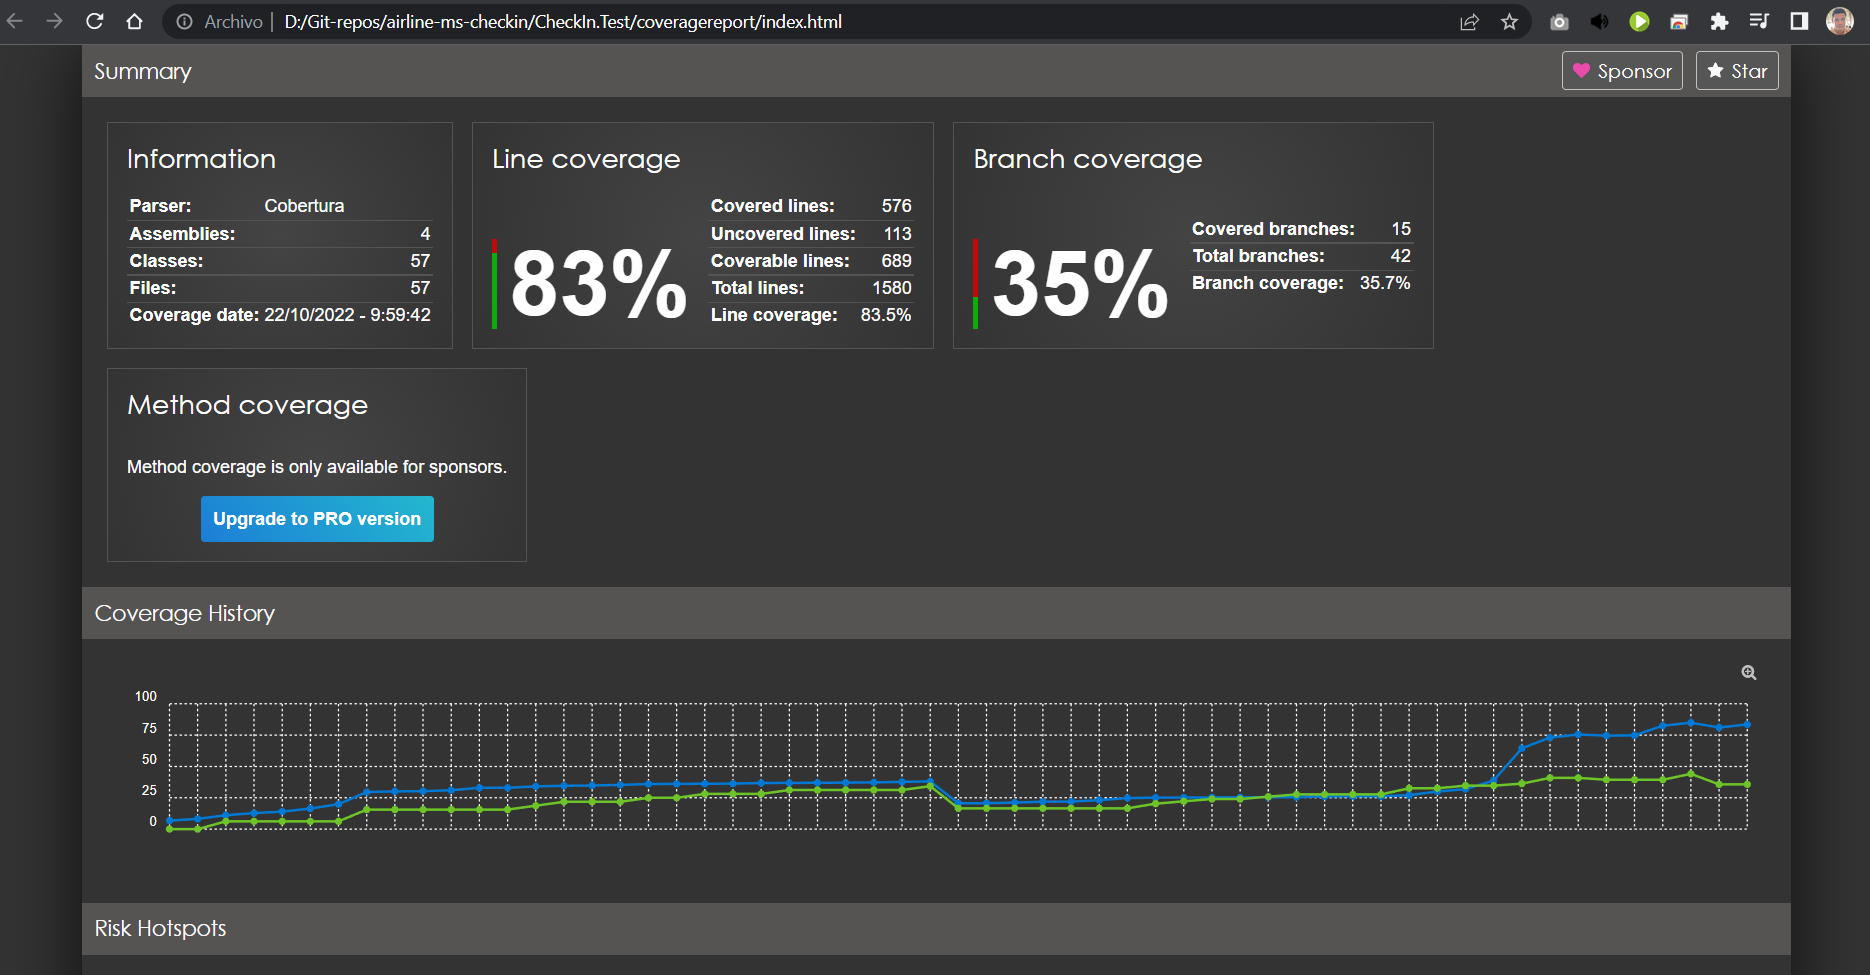 Archivo | D:/Git-repos/airline-ms-checkin/CheckIn.Test/coveragereport/index.html
Summary
Sponsor
Star
Information
Parser: Cobertura
Assemblies: 4
Classes: 57
Files: 57
Coverage date: 22/10/2022 - 9:59:42
Line coverage
83%
Covered lines: 576
Uncovered lines: 113
Coverable lines: 689
Total lines: 1580
Line coverage: 83.5%
Branch coverage
35%
Covered branches: 15
Total branches: 42
Branch coverage: 35.7%
Method coverage
Method coverage is only available for sponsors.
Upgrade to PRO version
Coverage History
100
75
50
25
0
Risk Hotspots